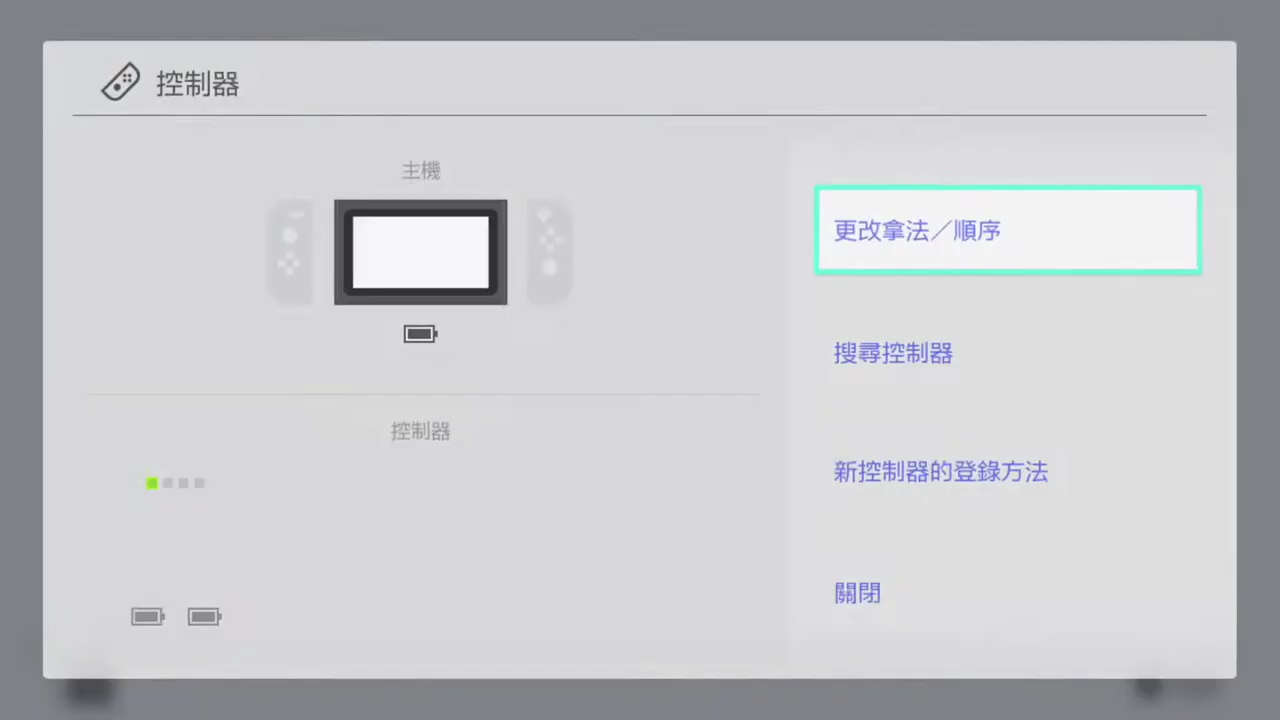 控制器
主機
更改拿法／順序
搜尋控制器
控制器
新控制器的登錄方法
關閉